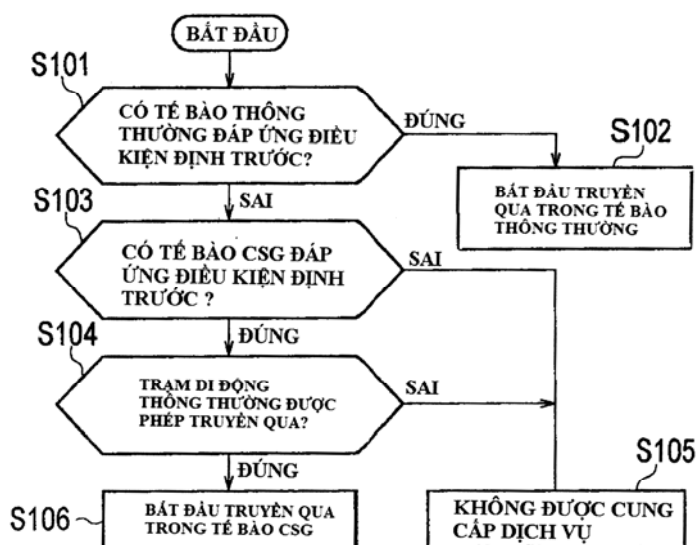 BẮT ĐẦU
S101
CÓ TẾ BÀO THÔNG
THƯỜNG ĐÁP ỨNG ĐIỀU
KIỆN ĐỊNH TRƯỚC?
ĐÚNG
S102
BẮT ĐẦU TRUYỀN
QUA TRONG TẾ BÀO
THÔNG THƯỜNG
SAI
S103
CÓ TẾ BÀO CSG ĐÁP
ỨNG ĐIỀU KIỆN ĐỊNH
TRƯỚC ?
SAI
ĐÚNG
S104
TRẠM DI ĐỘNG
THÔNG THƯỜNG ĐƯỢC
PHÉP TRUYỀN QUA?
SAI
ĐÚNG
S105
KHÔNG ĐƯỢC CUNG
CẤP DỊCH VỤ
S106
BẮT ĐẦU TRUYỀN QUA
TRONG TẾ BÀO CSG